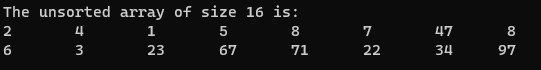 The unsorted array of size 16 is:
2 4 1 5 8 7 47 8
6 3 23 67 71 22 34 97